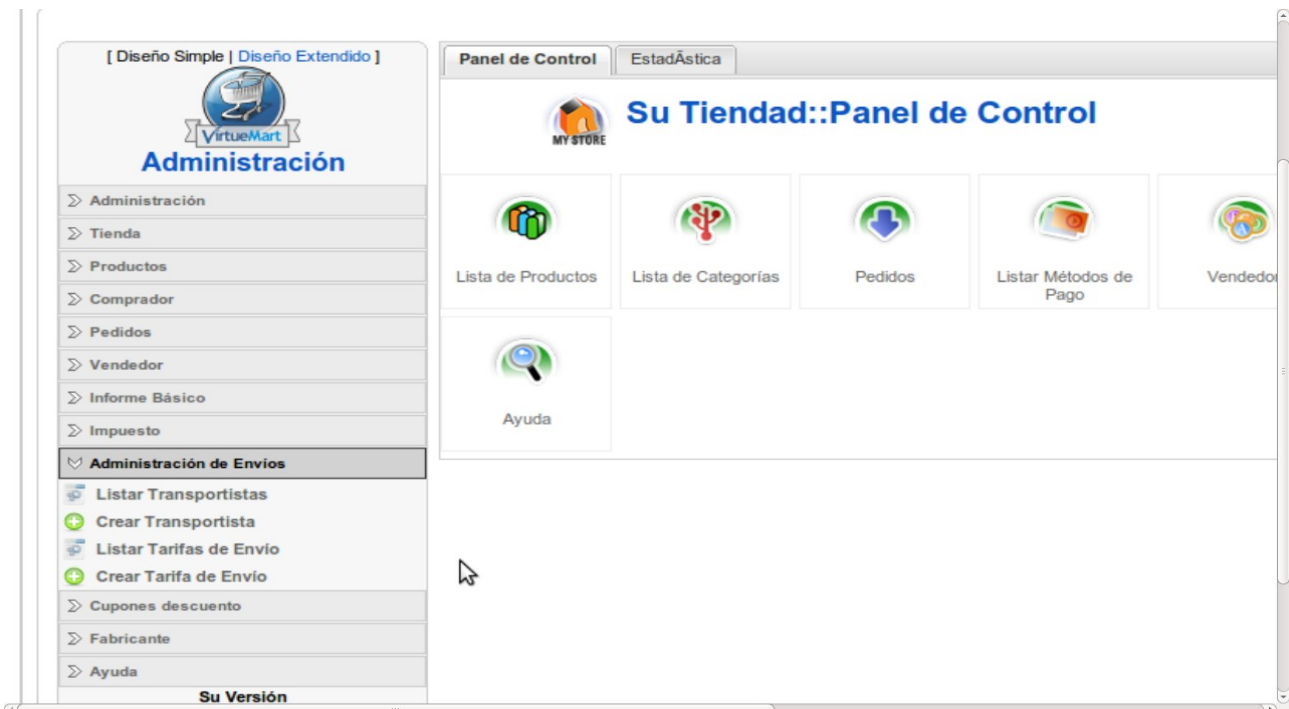 [ Diseño Simple | Diseño Extendido ]
VirtueMart
Administración
Administración
Tienda
Productos
Comprador
Pedidos
Vendedor
Informe Básico
Impuesto
Administración de Envíos
Listar Transportistas
Crear Transportista
Listar Tarifas de Envío
Crear Tarifa de Envío
Cupones descuento
Fabricante
Ayuda
Su Versión
Panel de Control
EstadÃstica
MY STORE
Su Tiendad::Panel de Control
Lista de Productos
Lista de Categorías
Pedidos
Listar Métodos de
Pago
Vendedor
Ayuda